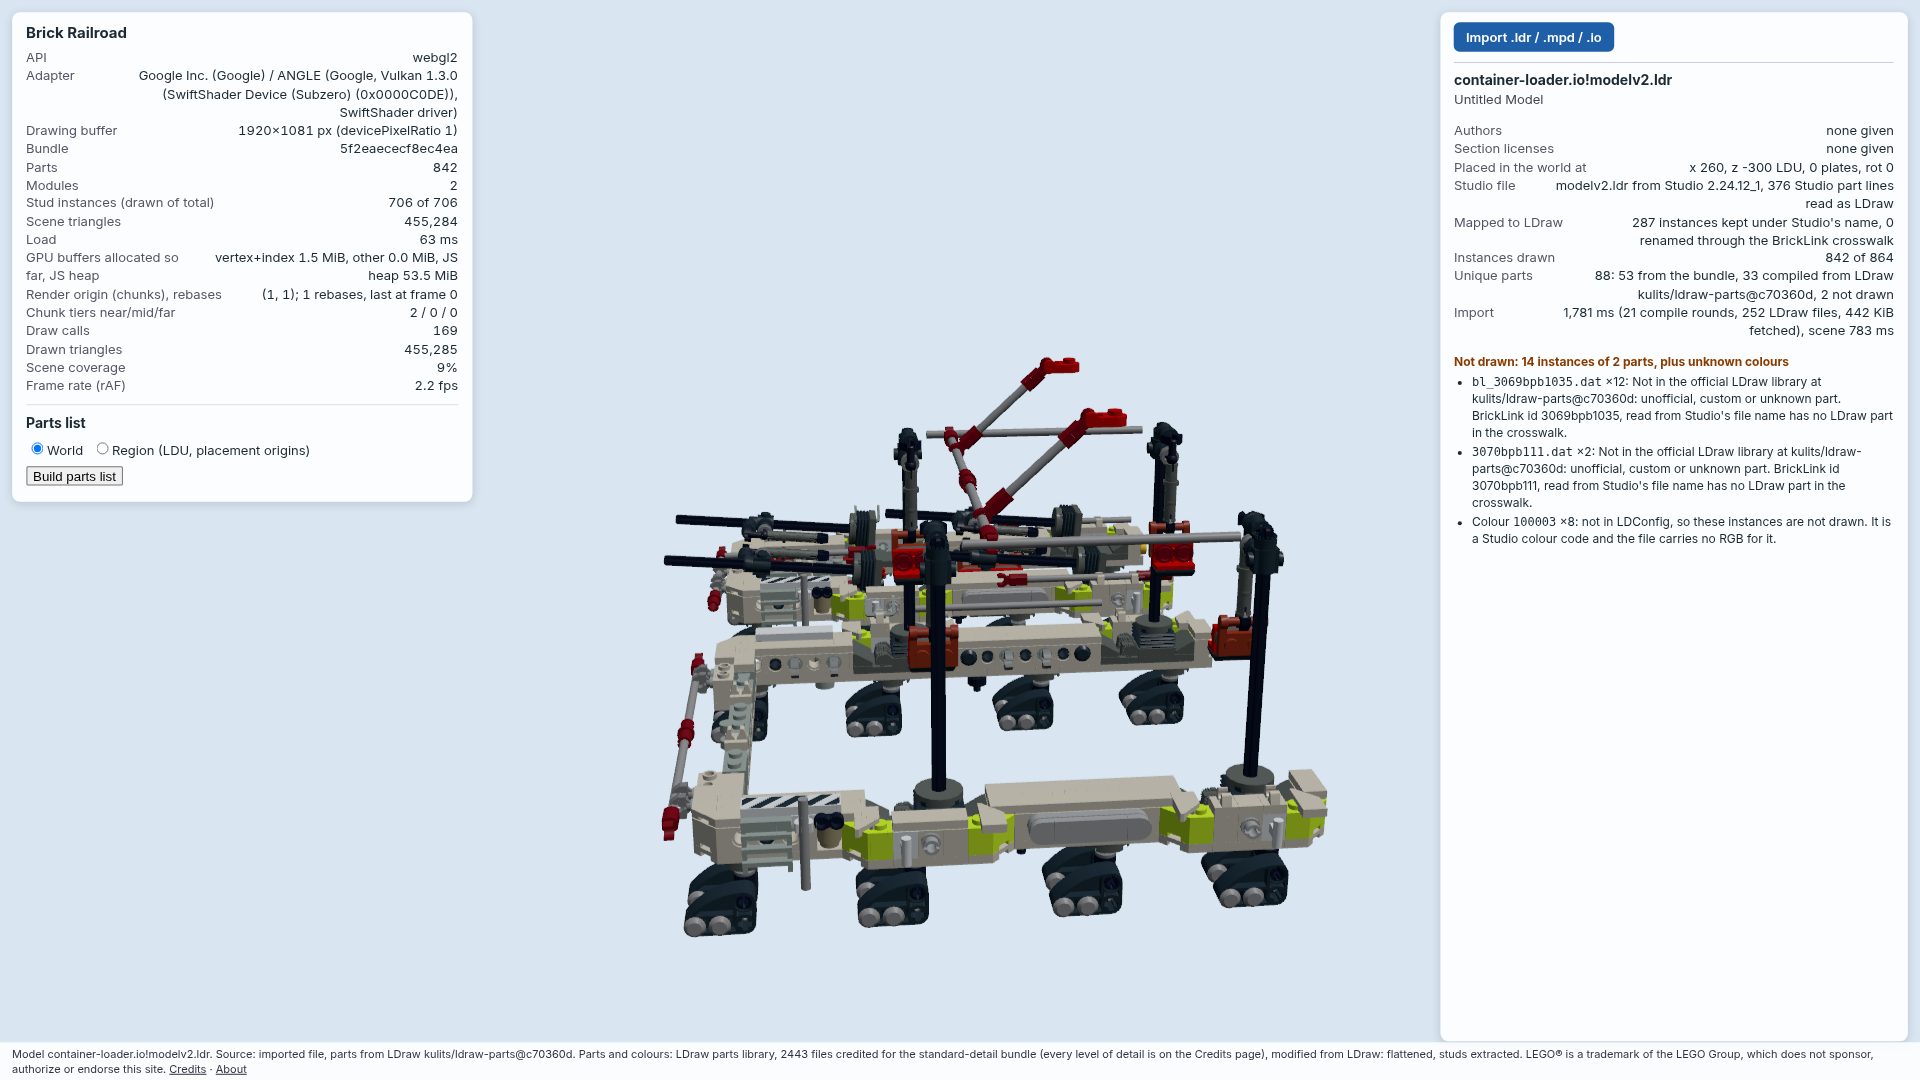 Brick Railroad
API webgl2
Adapter Google Inc. (Google) / ANGLE (Google, Vulkan 1.3.0
(SwiftShader Device (Subzero) (0x0000C0DE)),
SwiftShader driver)
Drawing buffer 1920×1081 px (devicePixelRatio 1)
Bundle 5f2eaececf8ec4ea
Parts 842
Modules 2
Stud instances (drawn of total) 706 of 706
Scene triangles 455,284
Load 63 ms
GPU buffers allocated so vertex+index 1.5 MiB, other 0.0 MiB, JS
far, JS heap heap 53.5 MiB
Render origin (chunks), rebases (1, 1); 1 rebases, last at frame 0
Chunk tiers near/mid/far 2 / 0 / 0
Draw calls 169
Drawn triangles 455,285
Scene coverage 9%
Frame rate (rAF) 2.2 fps
Parts list
World Region (LDU, placement origins)
Build parts list
Import .ldr / .mpd / .io
container-loader.io!modelv2.ldr
Untitled Model
Authors none given
Section licenses none given
Placed in the world at x 260, z -300 LDU, 0 plates, rot 0
Studio file modelv2.ldr from Studio 2.24.12_1, 376 Studio part lines
read as LDraw
Mapped to LDraw 287 instances kept under Studio's name, 0
renamed through the BrickLink crosswalk
Instances drawn 842 of 864
Unique parts 88: 53 from the bundle, 33 compiled from LDraw
kulits/ldraw-parts@c70360d, 2 not drawn
Import 1,781 ms (21 compile rounds, 252 LDraw files, 442 KiB
fetched), scene 783 ms
Not drawn: 14 instances of 2 parts, plus unknown colours
• bl_3069bpb1035.dat ×12: Not in the official LDraw library at
kulits/ldraw-parts@c70360d: unofficial, custom or unknown part.
BrickLink id 3069bpb1035, read from Studio's file name has no LDraw part
in the crosswalk.
• 3070bpb111.dat ×2: Not in the official LDraw library at kulits/ldraw-
parts@c70360d: unofficial, custom or unknown part. BrickLink id
3070bpb111, read from Studio's file name has no LDraw part in the
crosswalk.
• Colour 100003 ×8: not in LDConfig, so these instances are not drawn. It is
a Studio colour code and the file carries no RGB for it.
Model container-loader.io!modelv2.ldr. Source: imported file, parts from LDraw kulits/ldraw-parts@c70360d. Parts and colours: LDraw parts library, 2443 files credited for the standard-detail bundle (every level of detail is on the Credits page), modified from LDraw: flattened, studs extracted. LEGO® is a trademark of the LEGO Group, which does not sponsor,
authorize or endorse this site. Credits · About